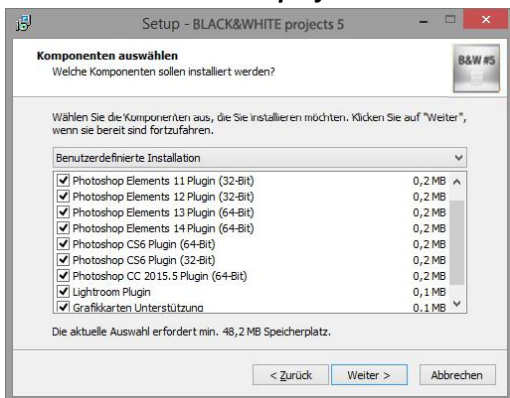 Setup - BLACK&WHITE projects 5
Komponenten auswählen
Welche Komponenten sollen installiert werden?
B&W #5
Wählen Sie die Komponenten aus, die Sie installieren möchten. Klicken Sie auf "Weiter",
wenn sie bereit sind fortzufahren.
Benutzerdefinierte Installation
Photoshop Elements 11 Plugin (32-Bit) 0,2 MB
Photoshop Elements 12 Plugin (32-Bit) 0,2 MB
Photoshop Elements 13 Plugin (64-Bit) 0,2 MB
Photoshop Elements 14 Plugin (64-Bit) 0,2 MB
Photoshop CS6 Plugin (64-Bit) 0,2 MB
Photoshop CS6 Plugin (32-Bit) 0,2 MB
Photoshop CC 2015.5 Plugin (64-Bit) 0,2 MB
Lightroom Plugin 0,1 MB
Grafikkarten Unterstützung 0,1 MB
Die aktuelle Auswahl erfordert min. 48,2 MB Speicherplatz.
< Zurück Weiter > Abbrechen